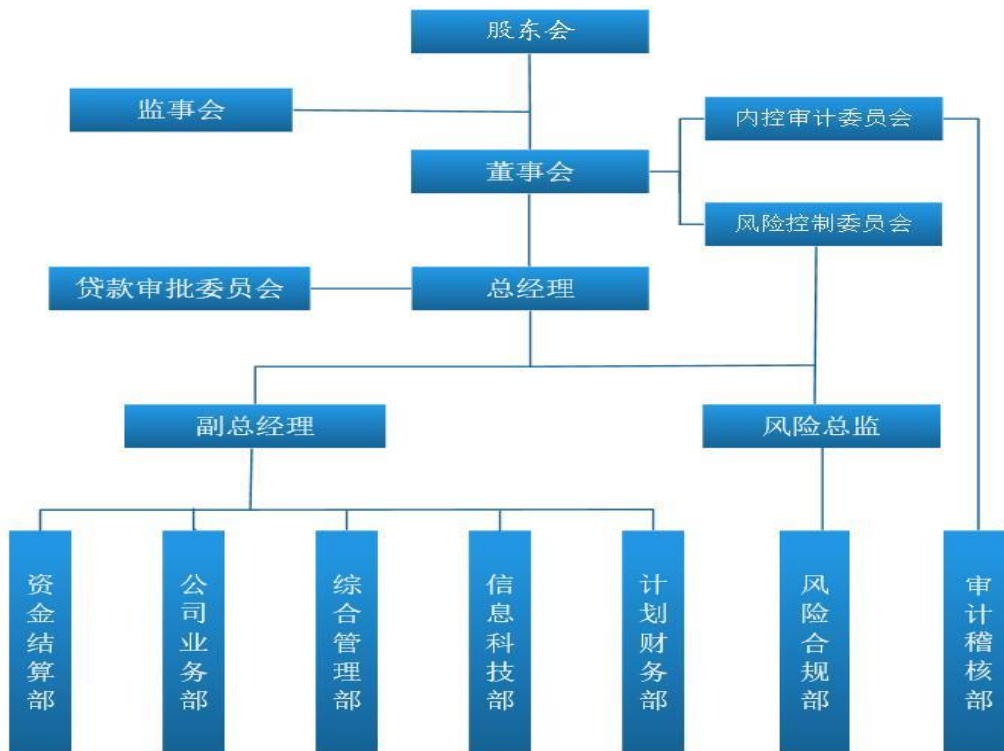 股东会
监事会
内控审计委员会
董事会
风险控制委员会
贷款审批委员会
总经理
副总经理
风险总监
资金结算部
公司业务部
综合管理部
信息科技部
计划财务部
风险合规部
审计稽核部